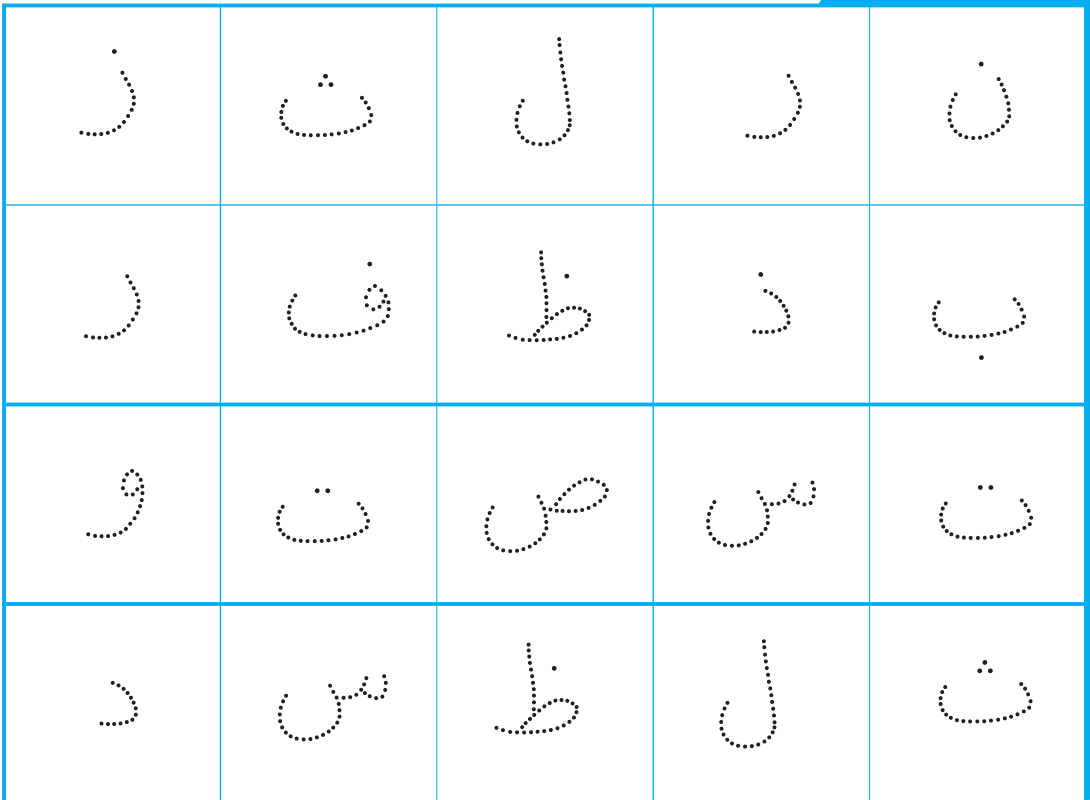 ن ر ل ث ز
ب ذ ظ ف ر
ت س ص ت و
ث ل ظ س د